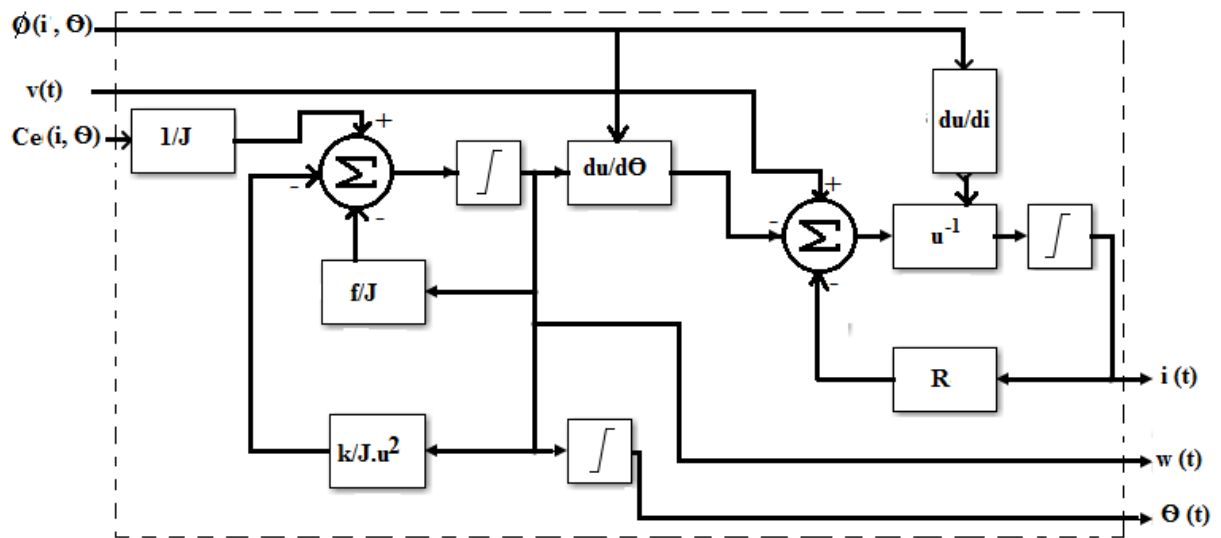 Ø(i, Θ)
v(t)
Ce(i, Θ)
1/J
+
-
-
Σ
du/dΘ
du/di
+
-
-
Σ
u⁻¹
f/J
R
i (t)
k/J.u²
w (t)
Θ (t)